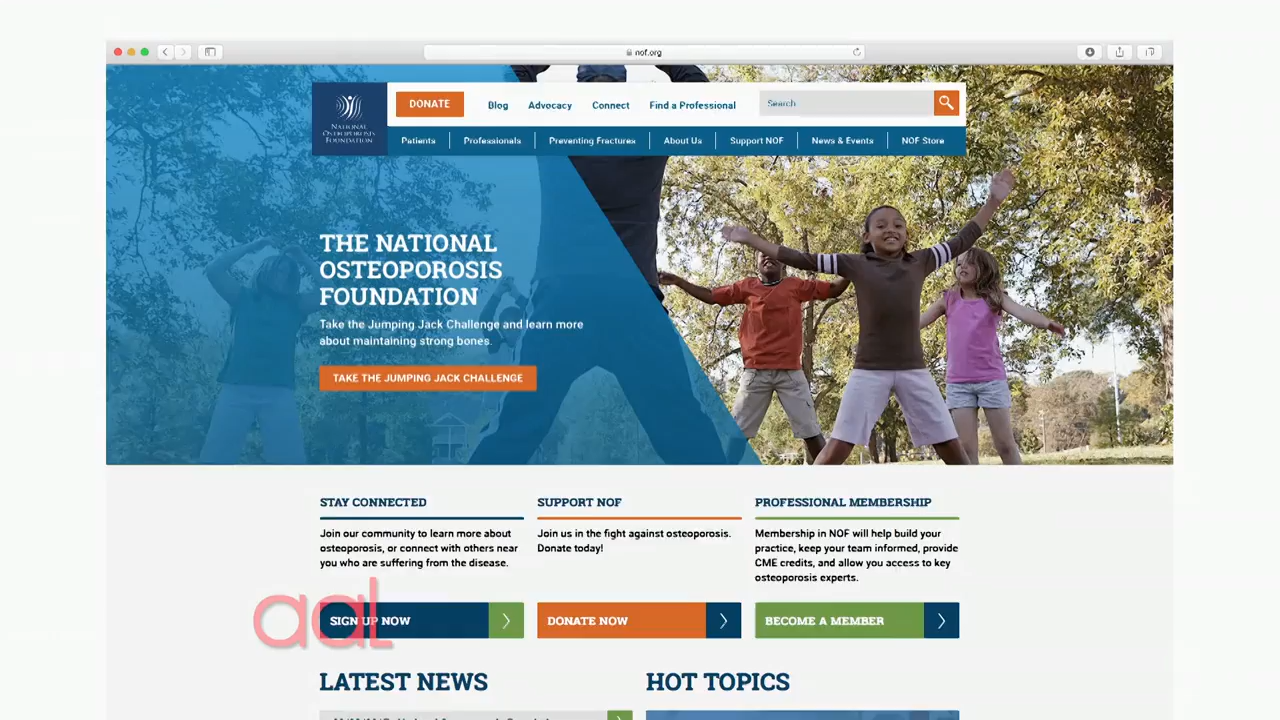 nof.org
DONATE
Blog
Advocacy
Connect
Find a Professional
Search
NATIONAL
OSTEOPOROSIS
FOUNDATION
Patients
Professionals
Preventing Fractures
About Us
Support NOF
News & Events
NOF Store
THE NATIONAL
OSTEOPOROSIS
FOUNDATION
Take the Jumping Jack Challenge and learn more
about maintaining strong bones.
TAKE THE JUMPING JACK CHALLENGE
STAY CONNECTED
Join our community to learn more about
osteoporosis, or connect with others near
you who are suffering from the disease.
SIGN UP NOW
SUPPORT NOF
Join us in the fight against osteoporosis.
Donate today!
DONATE NOW
PROFESSIONAL MEMBERSHIP
Membership in NOF will help build your
practice, keep your team informed, provide
CME credits, and allow you access to key
osteoporosis experts.
BECOME A MEMBER
aal
LATEST NEWS
HOT TOPICS